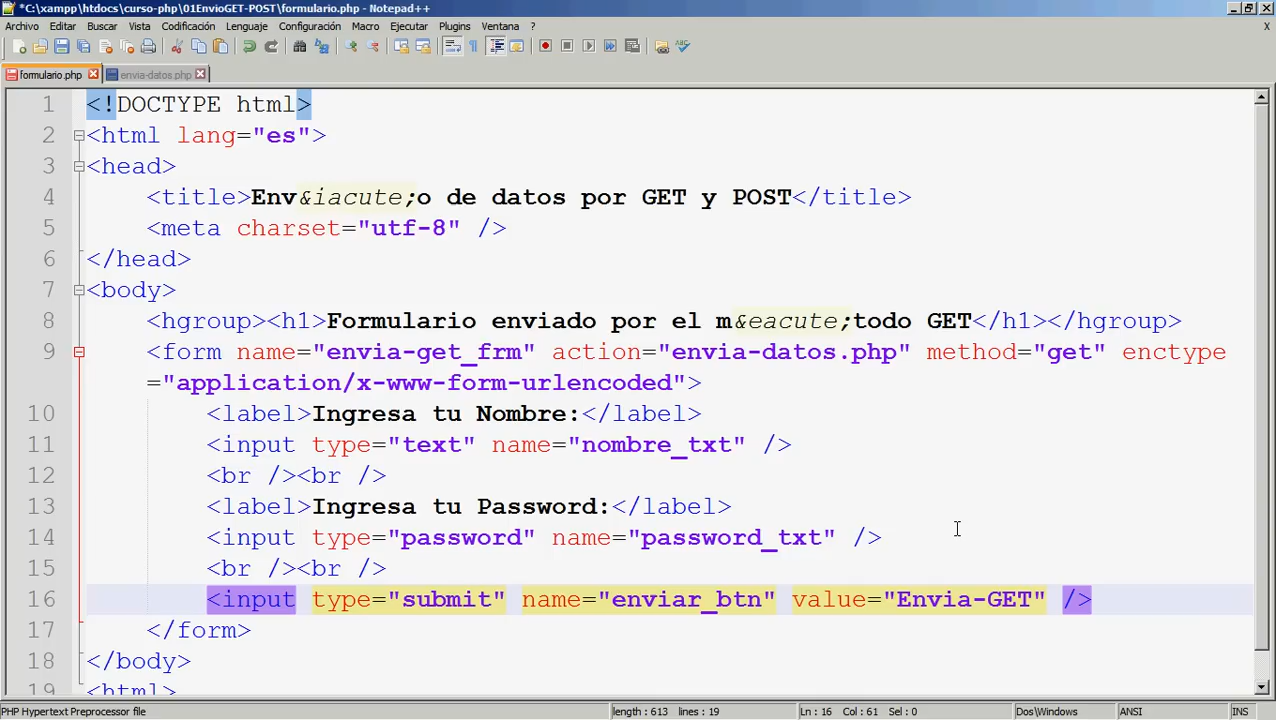 *C:\xampp\htdocs\curso-php\01EnvioGET-POST\formulario.php - Notepad++
Archivo Editar Buscar Vista Codificación Lenguaje Configuración Macro Ejecutar Plugins Ventana ? X
formulario.php envia-datos.php
1 <!DOCTYPE html>
2 <html lang="es">
3 <head>
4 <title>Env&iacute;o de datos por GET y POST</title>
5 <meta charset="utf-8" />
6 </head>
7 <body>
8 <hgroup><h1>Formulario enviado por el m&eacute;todo GET</h1></hgroup>
9 <form name="envia-get_frm" action="envia-datos.php" method="get" enctype
="application/x-www-form-urlencoded">
10 <label>Ingresa tu Nombre:</label>
11 <input type="text" name="nombre_txt" />
12 <br /><br />
13 <label>Ingresa tu Password:</label>
14 <input type="password" name="password_txt" />
15 <br /><br />
16 <input type="submit" name="enviar_btn" value="Envia-GET" />
17 </form>
18 </body>
19 <html>
PHP Hypertext Preprocessor file length : 613 lines : 19 Ln : 16 Col : 61 Sel : 0 Dos\Windows ANSI INS